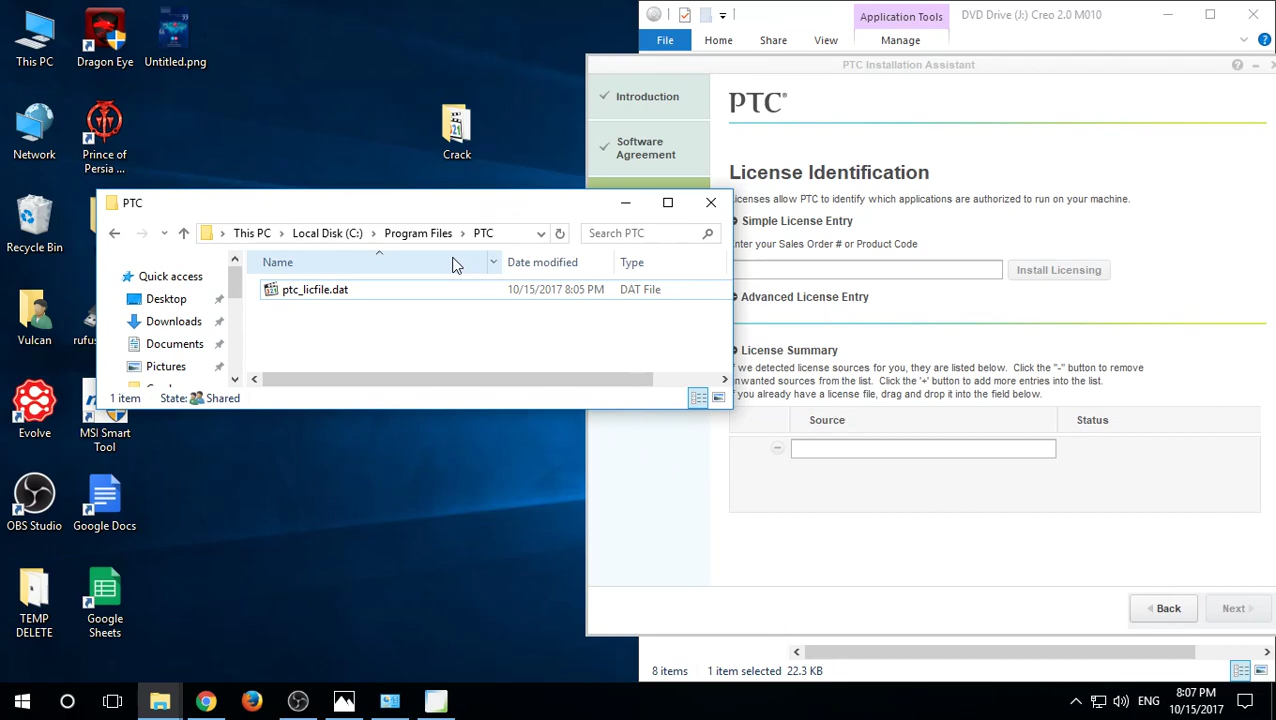 This PC
Dragon Eye
Untitled.png
Network
Prince of
Persia ...
Crack
Recycle Bin
Vulcan
rufus
Evolve
MSI Smart
Tool
OBS Studio
Google Docs
TEMP
DELETE
Google
Sheets
PTC
This PC
Local Disk (C:)
Program Files
PTC
Search PTC
Quick access
Desktop
Downloads
Documents
Pictures
Name
Date modified
Type
ptc_licfile.dat
10/15/2017 8:05 PM
DAT File
1 item
State:
Shared
Application Tools
DVD Drive (J:) Creo 2.0 M010
File
Home
Share
View
Manage
PTC Installation Assistant
Introduction
Software
Agreement
PTC®
License Identification
Licenses allow PTC to identify which applications are authorized to run on your machine.
Simple License Entry
Enter your Sales Order # or Product Code
Install Licensing
Advanced License Entry
License Summary
If we detected license sources for you, they are listed below. Click the "-" button to remove
unwanted sources from the list. Click the '+' button to add more entries into the list.
If you already have a license file, drag and drop it into the field below.
Source
Status
Back
Next
8 items
1 item selected 22.3 KB
ENG
8:07 PM
10/15/2017